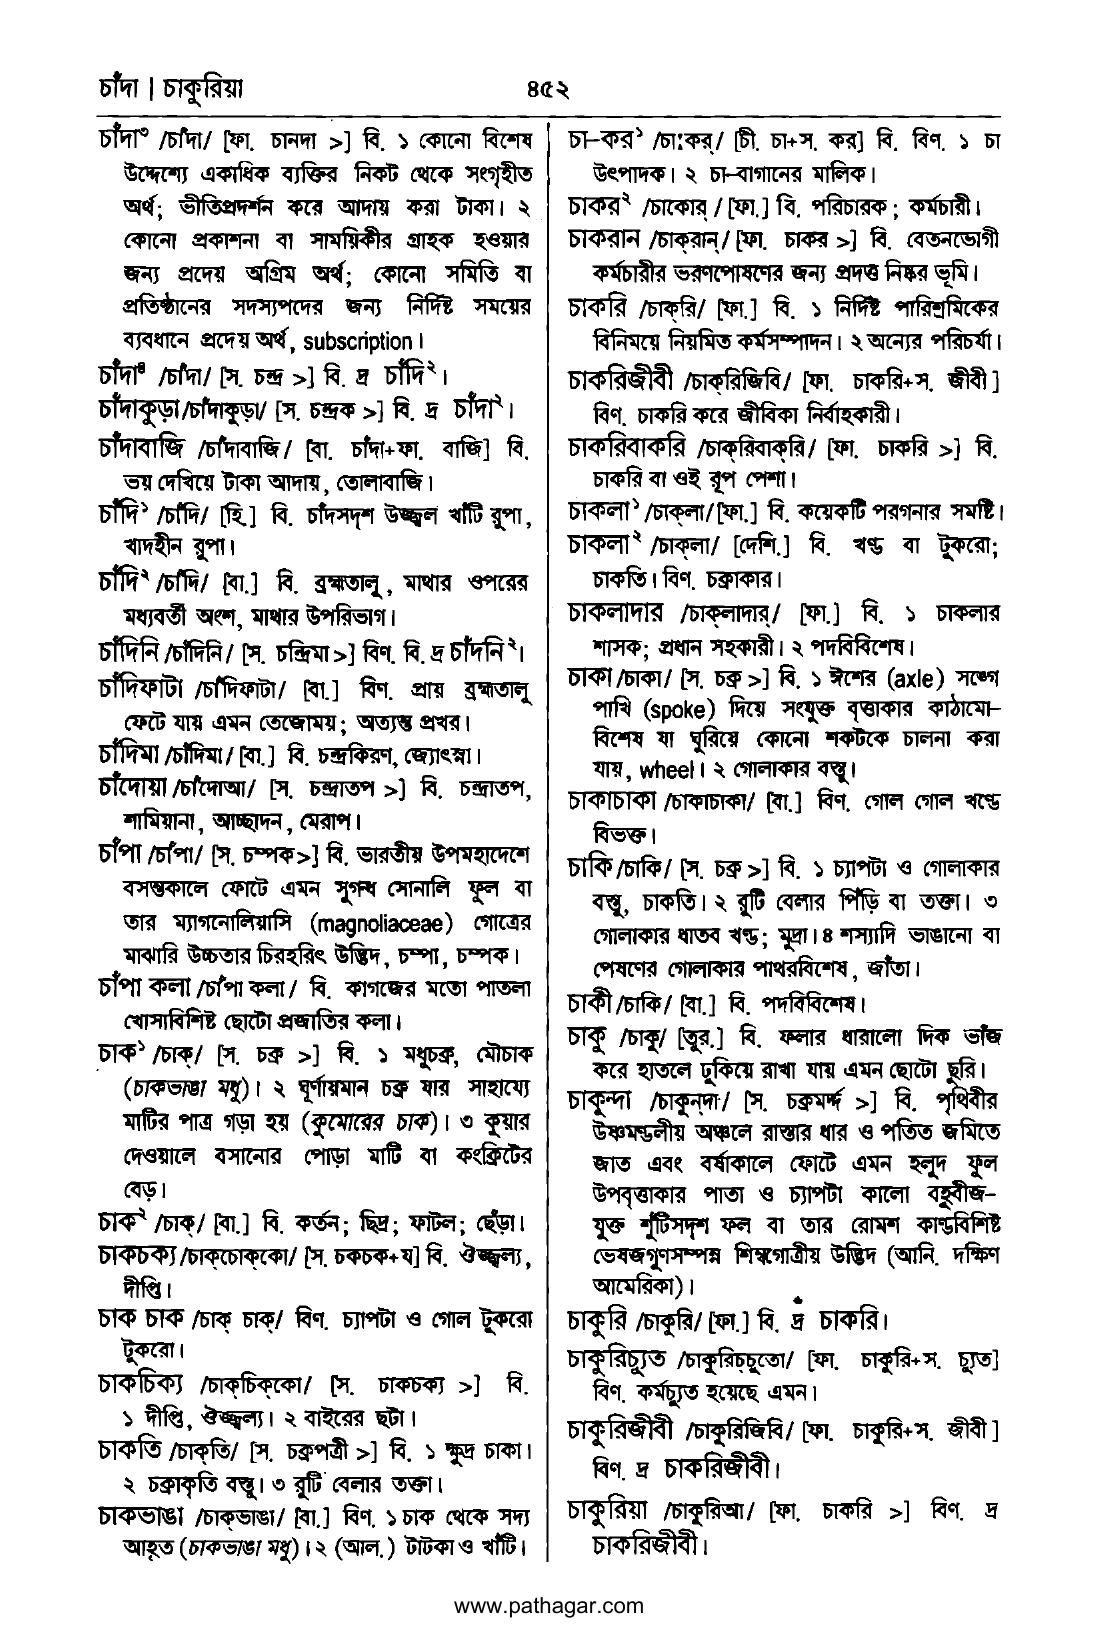 চাঁদা | চাকুরিয়া
৪৫২
চাঁদা৩ /চাঁদা/ [ফা. চানদা >] বি. ১ কোনো বিশেষ
উদ্দেশ্যে একাধিক ব্যক্তির নিকট থেকে সংগৃহীত
অর্থ; ভীতিপ্রদর্শন করে আদায় করা টাকা। ২
কোনো প্রকাশনা বা সাময়িকীর গ্রাহক হওয়ার
জন্য প্রদেয় অগ্রিম অর্থ; কোনো সমিতি বা
প্রতিষ্ঠানের সদস্যপদের জন্য নির্দিষ্ট সময়ের
ব্যবধানে প্রদেয় অর্থ, subscription।
চাঁদা৪ /চাঁদা/ [স. চন্দ্র >] বি. দ্র চাঁদি২।
চাঁদাকুড়া/চাঁদাকুড়া/ [স. চন্দ্রক >] বি. দ্র চাঁদা২।
চাঁদাবাজি /চাঁদাবাজি/ [বা. চাঁদা+ফা. বাজি] বি.
ভয় দেখিয়ে টাকা আদায়, তোলাবাজি।
চাঁদি১ /চাঁদি/ [হি.] বি. চাঁদসদৃশ উজ্জ্বল খাঁটি রুপা,
খাদহীন রুপা।
চাঁদি২ /চাঁদি/ [বা.] বি. ব্রহ্মতালু, মাথার ওপরের
মধ্যবর্তী অংশ, মাথার উপরিভাগ।
চাঁদিনি /চাঁদিনি/ [স. চন্দ্রিমা>] বিণ. বি. দ্র চাঁদনি২।
চাঁদিফাটা /চাঁদিফাটা/ [বা.] বিণ. প্রায় ব্রহ্মতালু
ফেটে যায় এমন তেজোময়; অত্যন্ত প্রখর।
চাঁদিমা /চাঁদিমা/ [বা.] বি. চন্দ্রকিরণ, জ্যোৎস্না।
চাঁদোয়া /চাঁদোআ/ [স. চন্দ্রাতপ >] বি. চন্দ্রাতপ,
শামিয়ানা, আচ্ছাদন, মেরাপ।
চাঁপা /চাঁপা/ [স. চম্পক>] বি. ভারতীয় উপমহাদেশে
বসন্তকালে ফোটে এমন সুগন্ধ সোনালি ফুল বা
তার ম্যাগনোলিয়াসি (magnoliaceae) গোত্রের
মাঝারি উচ্চতার চিরহরিৎ উদ্ভিদ, চম্পা, চম্পক।
চাঁপা কলা /চাঁপা কলা/ বি. কাগজের মতো পাতলা
খোসাবিশিষ্ট ছোটো প্রজাতির কলা।
চাক১ /চাক্/ [স. চক্র >] বি. ১ মধুচক্র, মৌচাক
(চাকভাঙা মধু)। ২ ঘূর্ণায়মান চক্র যার সাহায্যে
মাটির পাত্র গড়া হয় (কুমোরের চাক)। ৩ কুয়ার
দেওয়ালে বসানোর পোড়া মাটি বা কংক্রিটের
বেড়।
চাক২ /চাক্/ [বা.] বি. কর্তন; ছিদ্র; ফাটল; ছেঁড়া।
চাকচক্য /চাক্‌চোক্‌কো/ [স. চকচক+য] বি. ঔজ্জ্বল্য,
দীপ্তি।
চাক চাক /চাক্ চাক্/ বিণ. চ্যাপটা ও গোল টুকরো
টুকরো।
চাকচিক্য /চাক্‌চিক্‌কো/ [স. চাকচক্য >] বি.
১ দীপ্তি, ঔজ্জ্বল্য। ২ বাইরের ছটা।
চাকতি /চাক্‌তি/ [স. চক্রপত্রী >] বি. ১ ক্ষুদ্র চাকা।
২ চক্রাকৃতি বস্তু। ৩ রুটি বেলার তক্তা।
চাকভাঙা /চাক্‌ভাঙা/ [বা.] বিণ. ১ চাক থেকে সদ্য
আহৃত (চাকভাঙা মধু)। ২ (আল.) টাটকা ও খাঁটি।
চা-কর১ /চা:কর্/ [চী. চা+স. কর] বি. বিণ. ১ চা
উৎপাদক। ২ চা-বাগানের মালিক।
চাকর২ /চাকোর্/ [ফা.] বি. পরিচারক; কর্মচারী।
চাকরান /চাক্‌রান্/ [ফা. চাকর >] বি. বেতনভোগী
কর্মচারীর ভরণপোষণের জন্য প্রদত্ত নিষ্কর ভূমি।
চাকরি /চাক্‌রি/ [ফা.] বি. ১ নির্দিষ্ট পারিশ্রমিকের
বিনিময়ে নিয়মিত কর্মসম্পাদন। ২ অন্যের পরিচর্যা।
চাকরিজীবী /চাক্‌রিজিবি/ [ফা. চাকরি+স. জীবী]
বিণ. চাকরি করে জীবিকা নির্বাহকারী।
চাকরিবাকরি /চাক্‌রিবাক্‌রি/ [ফা. চাকরি >] বি.
চাকরি বা ওই রূপ পেশা।
চাকলা১ /চাক্‌লা/ [ফা.] বি. কয়েকটি পরগনার সমষ্টি।
চাকলা২ /চাক্‌লা/ [দেশি.] বি. খণ্ড বা টুকরো;
চাকতি। বিণ. চক্রাকার।
চাকলাদার /চাক্‌লাদার্/ [ফা.] বি. ১ চাকলার
শাসক; প্রধান সহকারী। ২ পদবিবিশেষ।
চাকা /চাকা/ [স. চক্র >] বি. ১ ঈশের (axle) সঙ্গে
পাখি (spoke) দিয়ে সংযুক্ত বৃত্তাকার কাঠামো-
বিশেষ যা ঘুরিয়ে কোনো শকটকে চালনা করা
যায়, wheel। ২ গোলাকার বস্তু।
চাকাচাকা /চাকাচাকা/ [বা.] বিণ. গোল গোল খণ্ডে
বিভক্ত।
চাকি /চাকি/ [স. চক্র >] বি. ১ চ্যাপটা ও গোলাকার
বস্তু, চাকতি। ২ রুটি বেলার পিঁড়ি বা তক্তা। ৩
গোলাকার ধাতব খণ্ড; মুদ্রা। ৪ শস্যাদি ভাঙানো বা
পেষণের গোলাকার পাথরবিশেষ, জাঁতা।
চাকী /চাকি/ [বা.] বি. পদবিবিশেষ।
চাকু /চাকু/ [তুর.] বি. ফলার ধারালো দিক ভাঁজ
করে হাতলে ঢুকিয়ে রাখা যায় এমন ছোটো ছুরি।
চাকুন্দা /চাকুন্‌দা/ [স. চক্রমর্দ্দ >] বি. পৃথিবীর
উষ্ণমণ্ডলীয় অঞ্চলে রাস্তার ধার ও পতিত জমিতে
জাত এবং বর্ষাকালে ফোটে এমন হলুদ ফুল
উপবৃত্তাকার পাতা ও চ্যাপটা কালো বহুবীজ-
যুক্ত শুঁটিসদৃশ ফল বা তার রোমশ কাণ্ডবিশিষ্ট
ভেষজগুণসম্পন্ন শিম্বগোত্রীয় উদ্ভিদ (আনি. দক্ষিণ
আমেরিকা)।
চাকুরি /চাকুরি/ [ফা.] বি. দ্র চাকরি।
চাকুরিচ্যুত /চাকুরিচ্‌চুতো/ [ফা. চাকুরি+স. চ্যুত]
বিণ. কর্মচ্যুত হয়েছে এমন।
চাকুরিজীবী /চাকুরিজিবি/ [ফা. চাকুরি+স. জীবী]
বিণ. দ্র চাকরিজীবী।
চাকুরিয়া /চাকুরিআ/ [ফা. চাকরি >] বিণ. দ্র
চাকরিজীবী।
www.pathagar.com